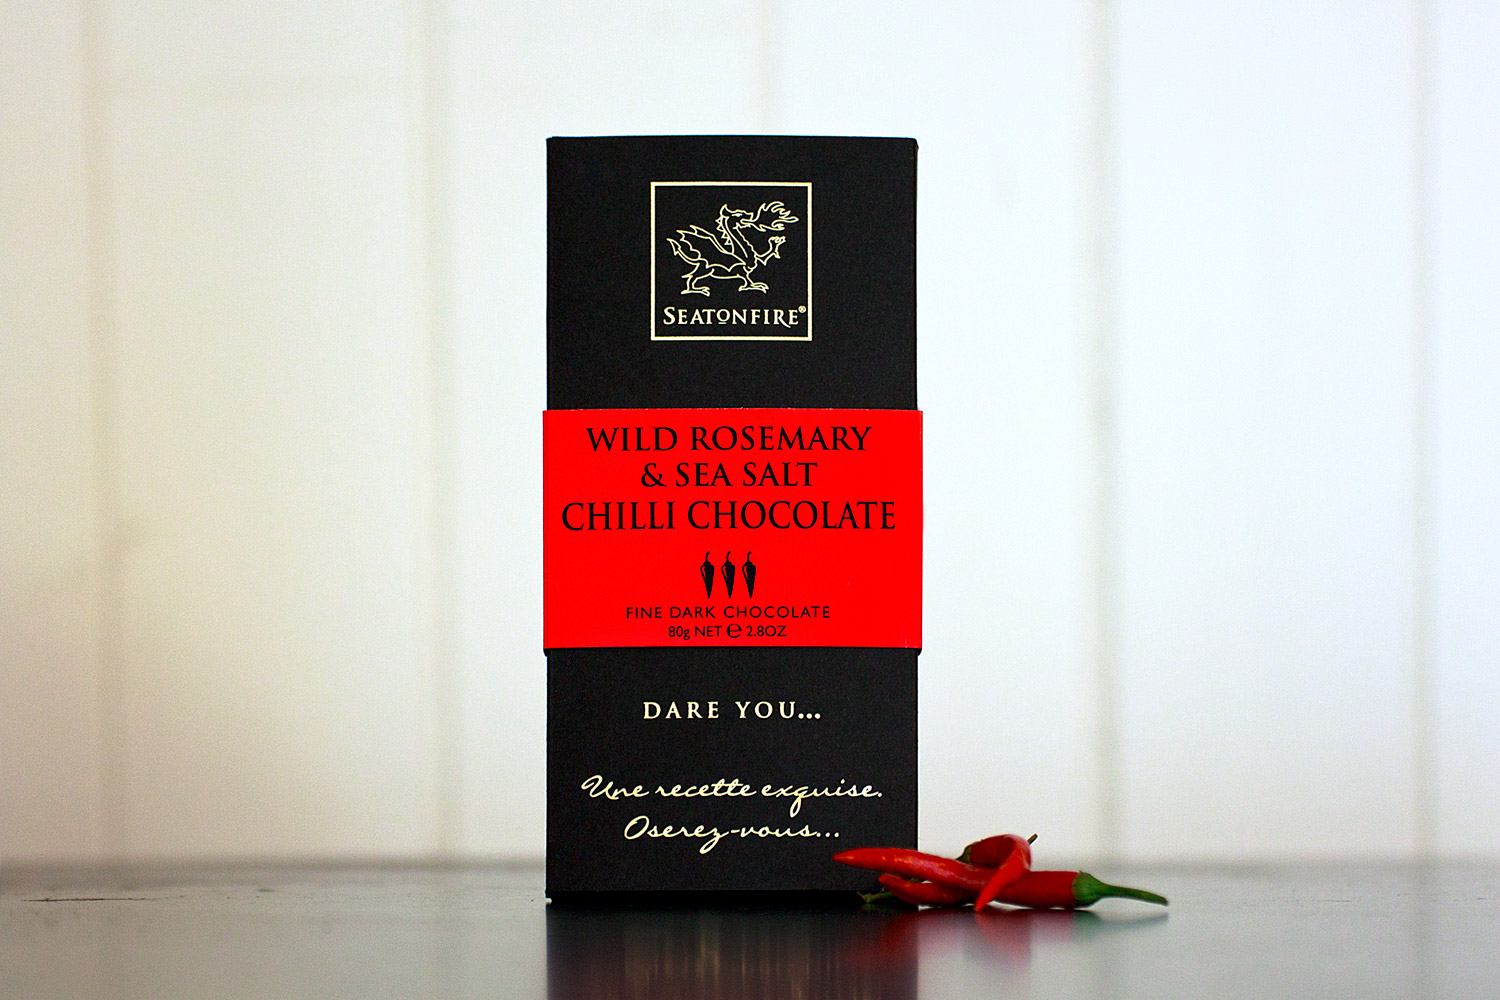 SEATONFIRE®
WILD ROSEMARY
& SEA SALT
CHILLI CHOCOLATE
FINE DARK CHOCOLATE
80g NET ℮ 2.8OZ
DARE YOU...
Une recette exquise.
Oserez-vous...